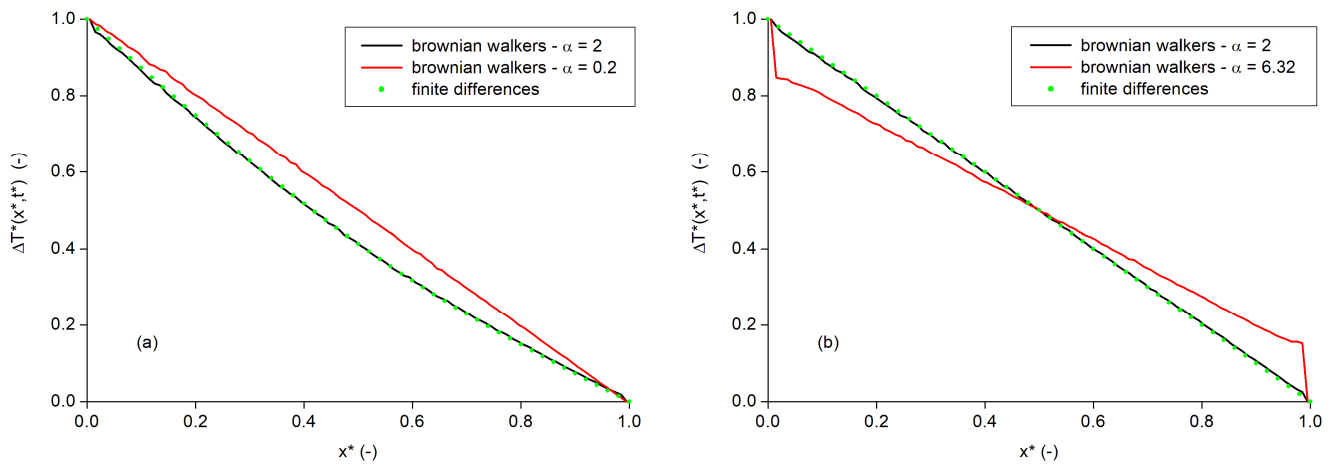 1.0
0.8
0.6
0.4
0.2
0.0
ΔT*(x*,t*) (-)
brownian walkers - α = 2
brownian walkers - α = 0.2
finite differences
(a)
0.0 0.2 0.4 0.6 0.8 1.0
x* (-)
1.0
0.8
0.6
0.4
0.2
0.0
ΔT*(x*,t*) (-)
brownian walkers - α = 2
brownian walkers - α = 6.32
finite differences
(b)
0.0 0.2 0.4 0.6 0.8 1.0
x* (-)